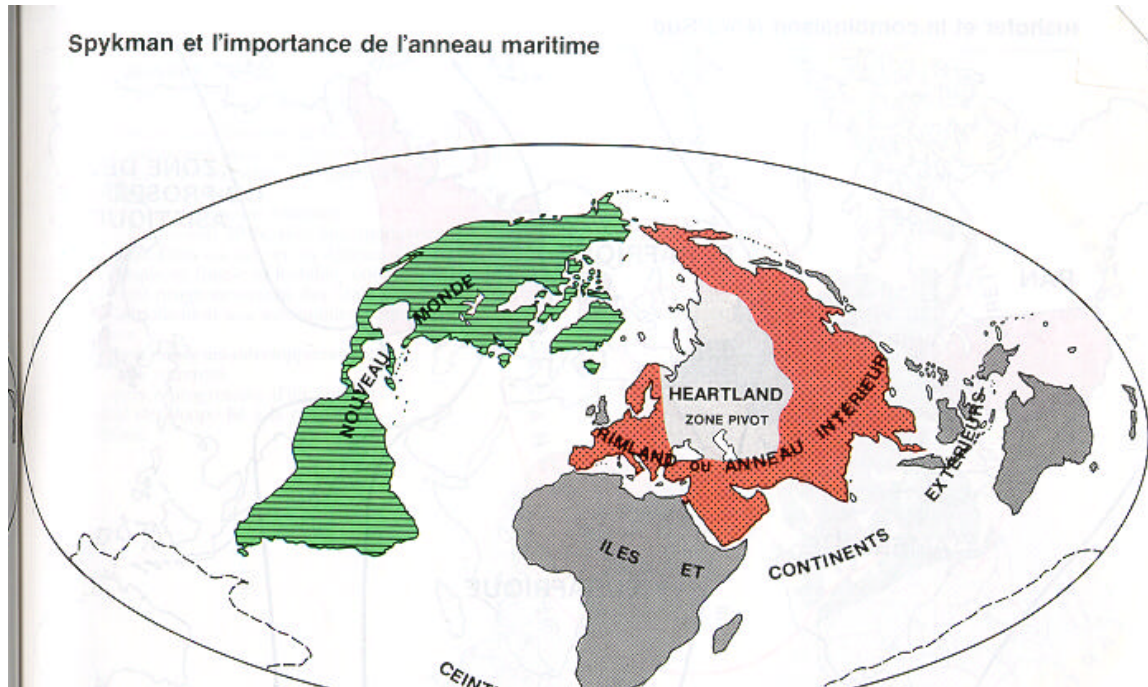 Spykman et l'importance de l'anneau maritime
NOUVEAU MONDE
HEARTLAND
ZONE PIVOT
RIMLAND OU ANNEAU INTERIEUR
ILES ET CONTINENTS EXTERIEURS